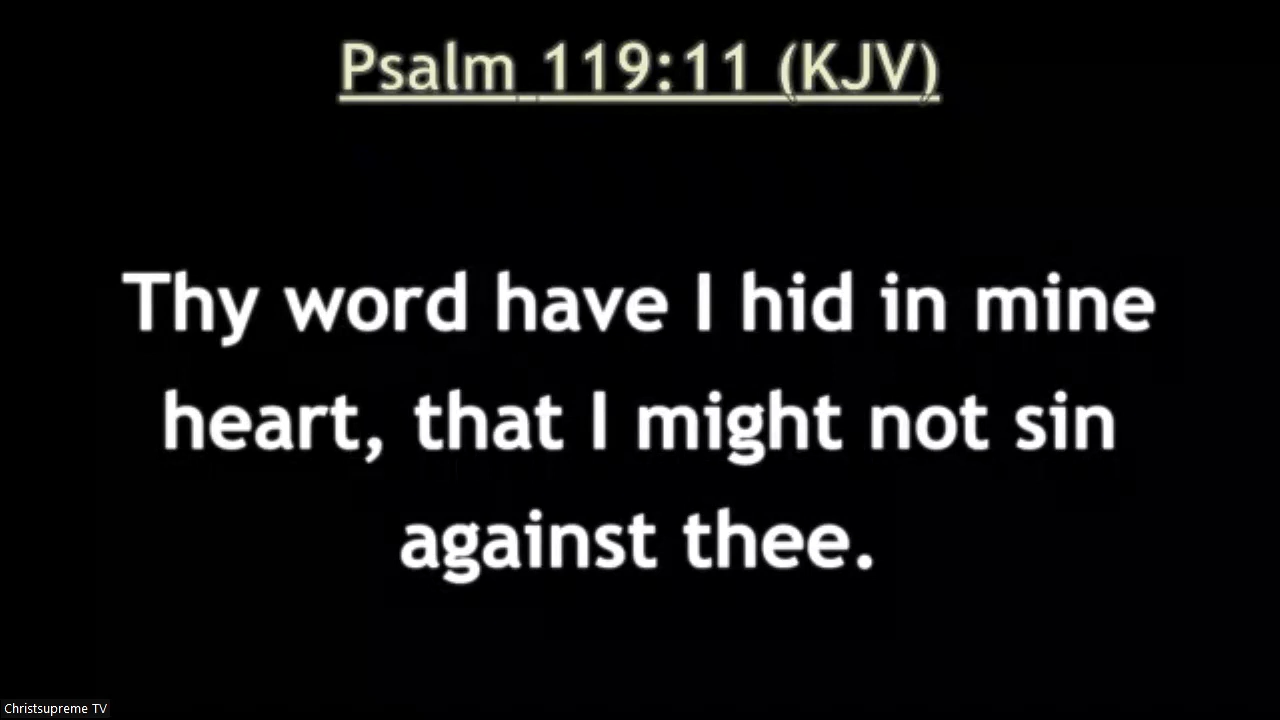 Psalm 119:11 (KJV)
Thy word have I hid in mine
heart, that I might not sin
against thee.
Christsupreme TV